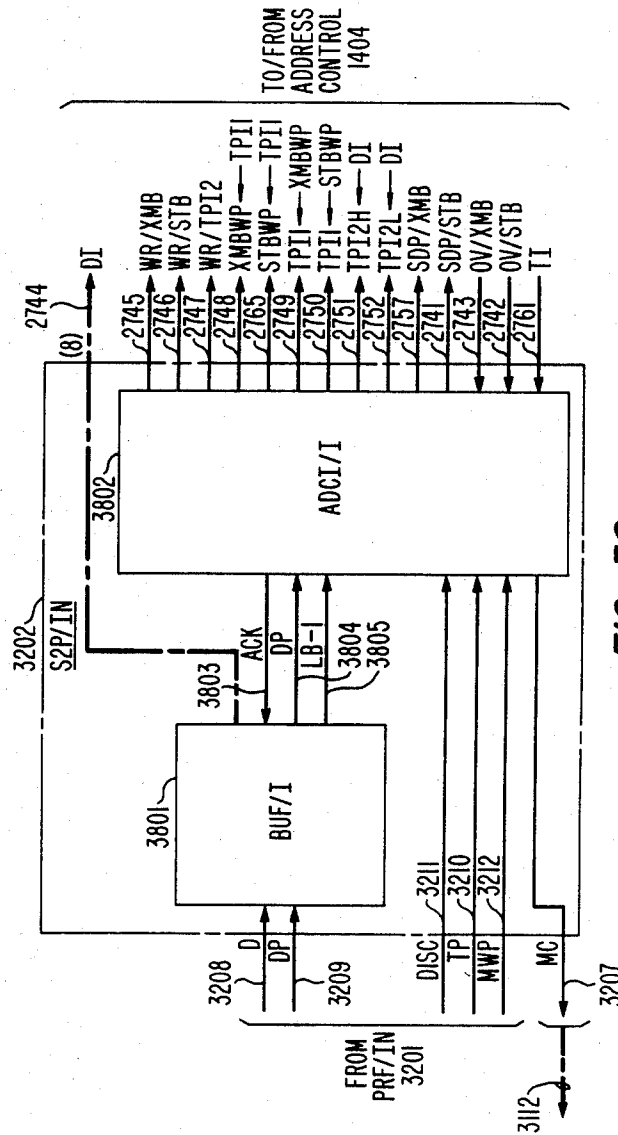 3202
S2P/IN
2744
(8)
DI
3801
BUF/I
3802
ADCI/I
3803
ACK
DP
3804
LB-1
3805
3208
D
DP
3209
DISC
3211
TP
3210
MWP
3212
MC
3207
3112
FROM
PRF/IN
3201
2745
WR/XMB
2746
WR/STB
2747
WR/TPI2
2748
XMBWP ← TPI1
2765
STBWP ← TPI1
2749
TPI1 ← XMBWP
2750
TPI1 ← STBWP
2751
TPI2H ← DI
2752
TPI2L ← DI
2757
SDP/XMB
2741
SDP/STB
2743
OV/XMB
2742
OV/STB
2761
TI
TO/FROM
ADDRESS
CONTROL
1404